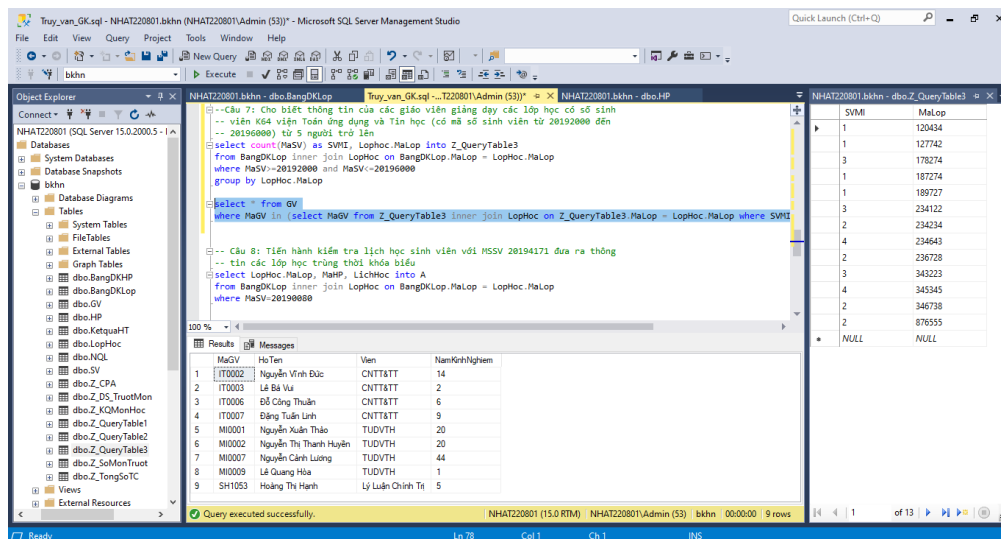 Truy_van_GK.sql - NHAT220801.bkhn (NHAT220801\Admin (53))* - Microsoft SQL Server Management Studio
Quick Launch (Ctrl+Q)
File Edit View Query Project Tools Window Help
New Query
bkhn Execute
Object Explorer
Connect
NHAT220801 (SQL Server 15.0.2000.5 - 
Databases
System Databases
Database Snapshots
bkhn
Database Diagrams
Tables
System Tables
FileTables
External Tables
Graph Tables
dbo.BangDKHP
dbo.BangDKLop
dbo.GV
dbo.HP
dbo.KetquaHT
dbo.LopHoc
dbo.NQL
dbo.SV
dbo.Z_CPA
dbo.Z_DS_TruotMon
dbo.Z_KQMonHoc
dbo.Z_QueryTable1
dbo.Z_QueryTable2
dbo.Z_QueryTable3
dbo.Z_SoMonTruot
dbo.Z_TongSoTC
Views
External Resources
NHAT220801.bkhn - dbo.BangDKLop Truy_van_GK.sql -...T220801\Admin (53))* NHAT220801.bkhn - dbo.HP
--Câu 7: Cho biết thông tin của các giáo viên giảng dạy các lớp học có số sinh
-- viên K64 viện Toán ứng dụng và Tin học (có mã số sinh viên từ 20192000 đến
-- 20196000) từ 5 người trở lên
select count(MaSV) as SVMI, Lophoc.MaLop into Z_QueryTable3
from BangDKLop inner join LopHoc on BangDKLop.MaLop = LopHoc.MaLop
where MaSV>=20192000 and MaSV<=20196000
group by LopHoc.MaLop
select * from GV
where MaGV in (select MaGV from Z_QueryTable3 inner join LopHoc on Z_QueryTable3.MaLop = LopHoc.MaLop where SVMI
-- Câu 8: Tiến hành kiểm tra lịch học sinh viên với MSSV 20194171 đưa ra thông
-- tin các lớp học trùng thời khóa biểu
select LopHoc.MaLop, MaHP, LichHoc into A
from BangDKLop inner join LopHoc on BangDKLop.MaLop = LopHoc.MaLop
where MaSV=20190080
100 %
Results Messages
MaGV HoTen Vien NamKinhNghiem
1 IT0002 Nguyễn Vĩnh Đức CNTT&TT 14
2 IT0003 Lê Bá Vui CNTT&TT 2
3 IT0006 Đỗ Công Thuần CNTT&TT 6
4 IT0007 Đặng Tuấn Linh CNTT&TT 9
5 MI0001 Nguyễn Xuân Thảo TUDVTH 20
6 MI0002 Nguyễn Thị Thanh Huyền TUDVTH 20
7 MI0007 Nguyễn Cảnh Lương TUDVTH 44
8 MI0009 Lê Quang Hòa TUDVTH 1
9 SH1053 Hoàng Thị Hạnh Lý Luận Chính Trị 5
Query executed successfully. NHAT220801 (15.0 RTM) NHAT220801\Admin (53) bkhn 00:00:00 9 rows
NHAT220801.bkhn - dbo.Z_QueryTable3
SVMI MaLop
1 120434
1 127742
3 178274
1 187274
1 189727
3 234122
2 234234
4 234643
2 236728
3 343223
4 345345
2 346738
2 876555
NULL NULL
1 of 13
Ready Ln 78 Col 1 Ch 1 INS